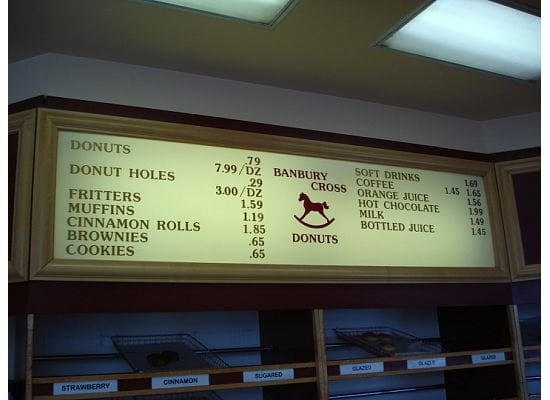 DONUTS .79
7.99/DZ
DONUT HOLES .29
3.00/DZ
FRITTERS 1.59
MUFFINS 1.19
CINNAMON ROLLS 1.85
BROWNIES .65
COOKIES .65
BANBURY
CROSS
DONUTS
SOFT DRINKS 1.69
COFFEE 1.45 1.65
ORANGE JUICE 1.56
HOT CHOCOLATE 1.99
MILK 1.49
BOTTLED JUICE 1.45
STRAWBERRY
CINNAMON
SUGARED
GLAZED
GLAZED
GLAZED